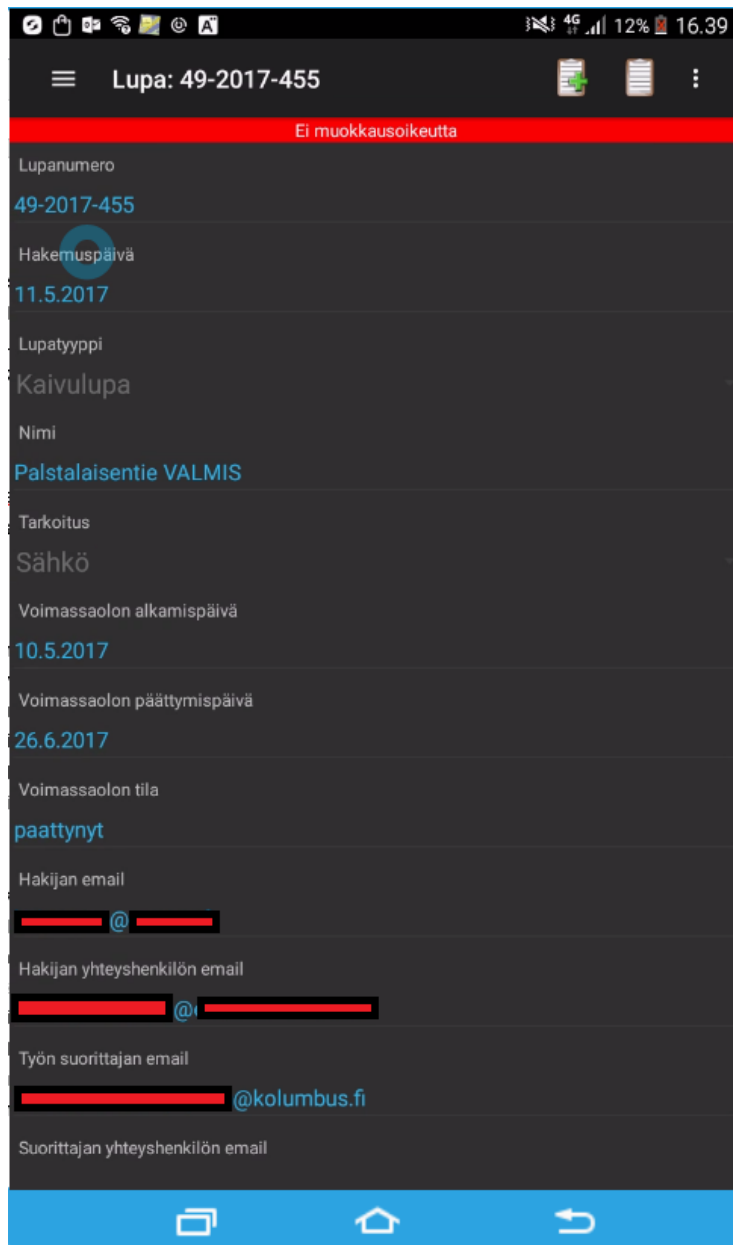 4G 12% 16.39
Lupa: 49-2017-455
Ei muokkausoikeutta
Lupanumero
49-2017-455
Hakemuspäivä
11.5.2017
Lupatyyppi
Kaivulupa
Nimi
Palstalaisentie VALMIS
Tarkoitus
Sähkö
Voimassaolon alkamispäivä
10.5.2017
Voimassaolon päättymispäivä
26.6.2017
Voimassaolon tila
paattynyt
Hakijan email
@
Hakijan yhteyshenkilön email
@
Työn suorittajan email
@kolumbus.fi
Suorittajan yhteyshenkilön email